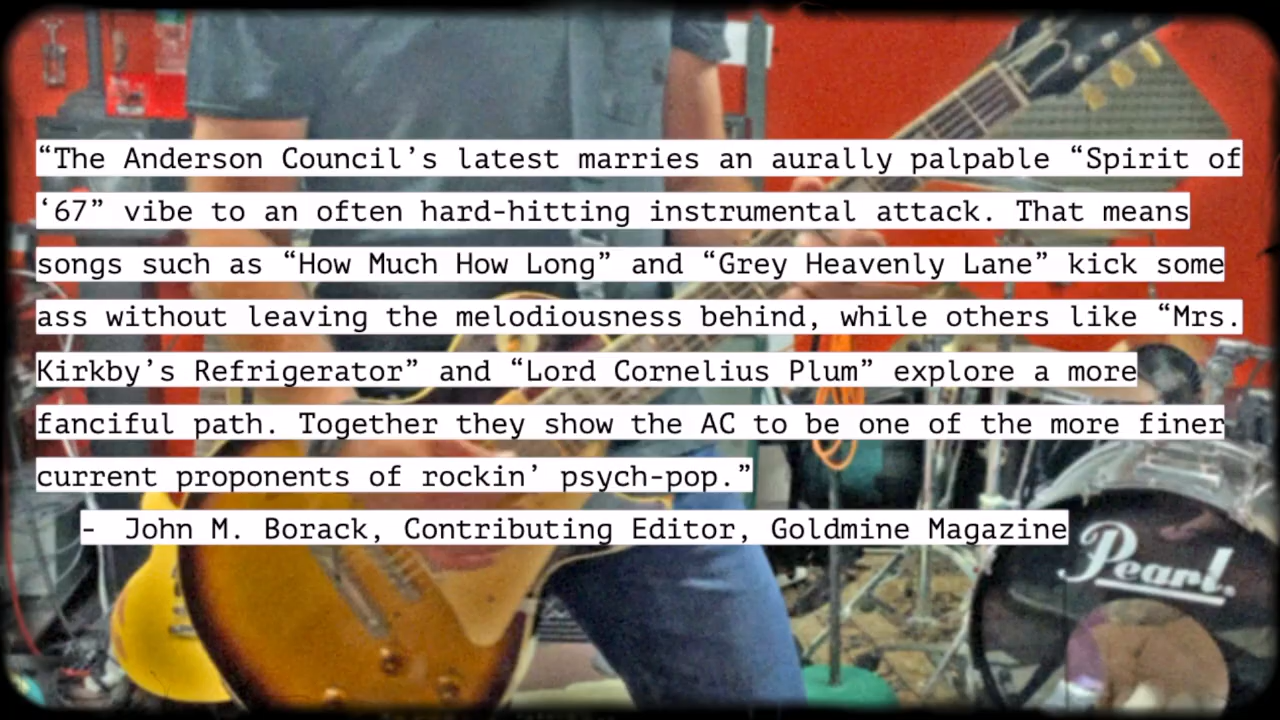 “The Anderson Council’s latest marries an aurally palpable “Spirit of
‘67” vibe to an often hard-hitting instrumental attack. That means
songs such as “How Much How Long” and “Grey Heavenly Lane” kick some
ass without leaving the melodiousness behind, while others like “Mrs.
Kirkby’s Refrigerator” and “Lord Cornelius Plum” explore a more
fanciful path. Together they show the AC to be one of the more finer
current proponents of rockin’ psych-pop.”
- John M. Borack, Contributing Editor, Goldmine Magazine
Pearl.